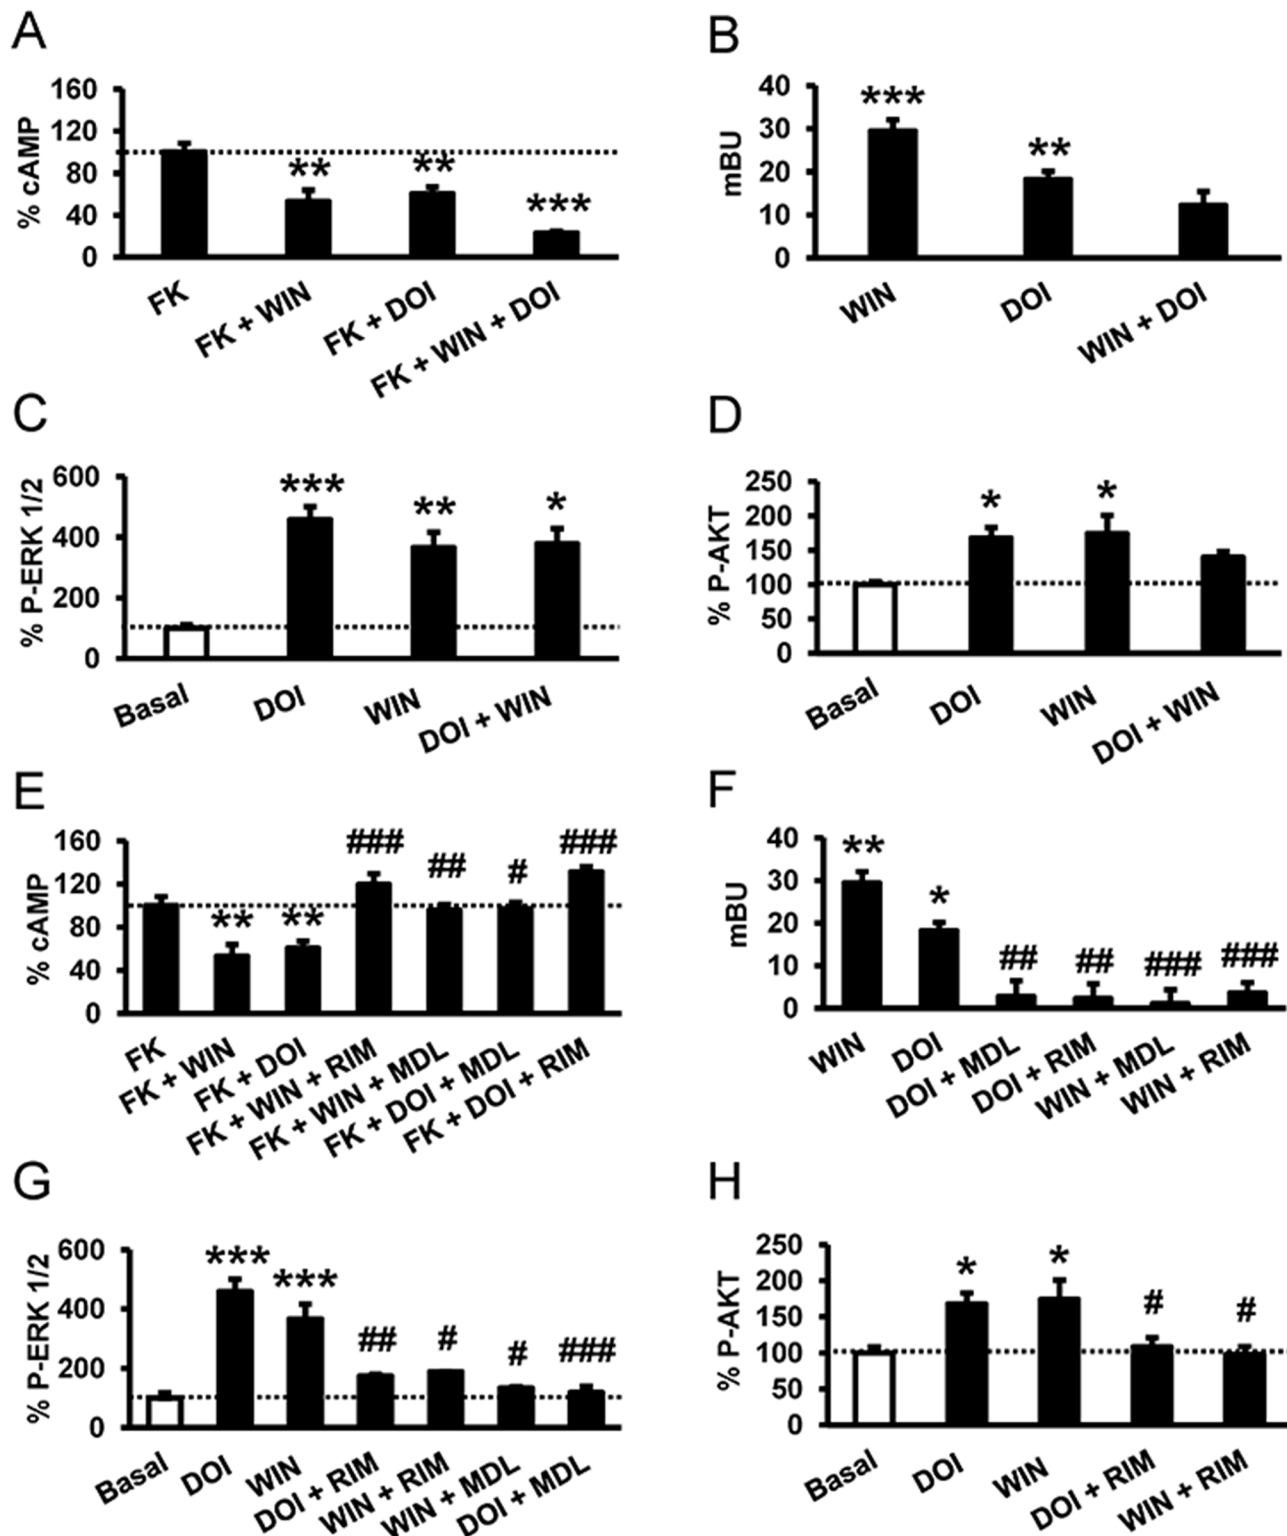 A
% cAMP
160
120
80
40
0
**
**
***
FK
FK + WIN
FK + DOI
FK + WIN + DOI
B
mBU
40
30
20
10
0
***
**
WIN
DOI
WIN + DOI
C
% P-ERK 1/2
600
400
200
0
***
**
*
Basal
DOI
WIN
DOI + WIN
D
% P-AKT
250
200
150
100
50
0
*
*
Basal
DOI
WIN
DOI + WIN
E
% cAMP
160
120
80
40
0
**
**
###
##
#
###
FK
FK + WIN
FK + DOI
FK + WIN + RIM
FK + WIN + MDL
FK + DOI + MDL
FK + DOI + RIM
F
mBU
40
30
20
10
0
**
*
##
##
###
###
WIN
DOI
DOI + MDL
DOI + RIM
WIN + MDL
WIN + RIM
G
% P-ERK 1/2
600
400
200
0
***
***
##
#
#
###
Basal
DOI
WIN
DOI + RIM
WIN + RIM
WIN + MDL
DOI + MDL
H
% P-AKT
250
200
150
100
50
0
*
*
#
#
Basal
DOI
WIN
DOI + RIM
WIN + RIM